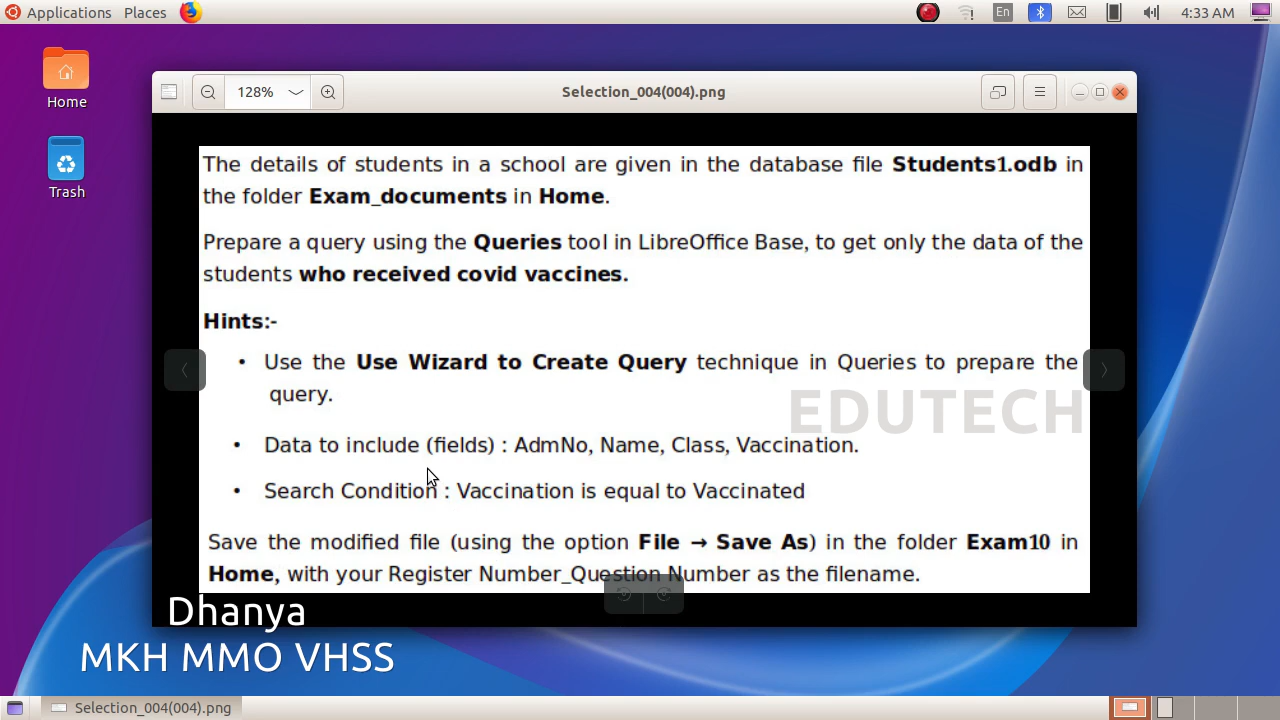 Applications Places En 4:33 AM
Home
Trash
128% Selection_004(004).png
The details of students in a school are given in the database file Students1.odb in
the folder Exam_documents in Home.
Prepare a query using the Queries tool in LibreOffice Base, to get only the data of the
students who received covid vaccines.
Hints:-
• Use the Use Wizard to Create Query technique in Queries to prepare the
query.
EDUTECH
• Data to include (fields) : AdmNo, Name, Class, Vaccination.
• Search Condition : Vaccination is equal to Vaccinated
Save the modified file (using the option File → Save As) in the folder Exam10 in
Home, with your Register Number_Question Number as the filename.
Dhanya
MKH MMO VHSS
Selection_004(004).png